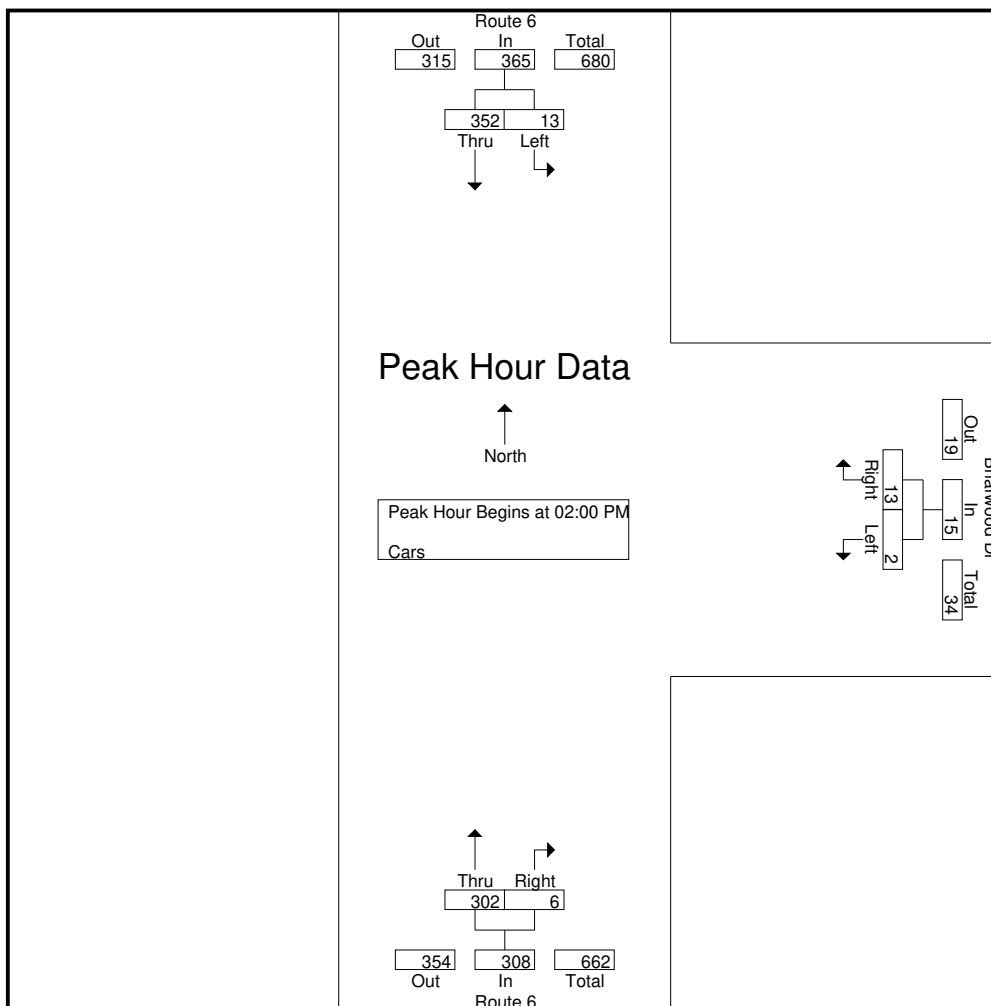 Route 6
Out In Total
315 365 680
352 13
Thru Left
Peak Hour Data
North
Peak Hour Begins at 02:00 PM
Cars
Out
19
In
15
Total
34
Right
13
Left
2
Thru Right
302 6
354 308 662
Out In Total
Route 6